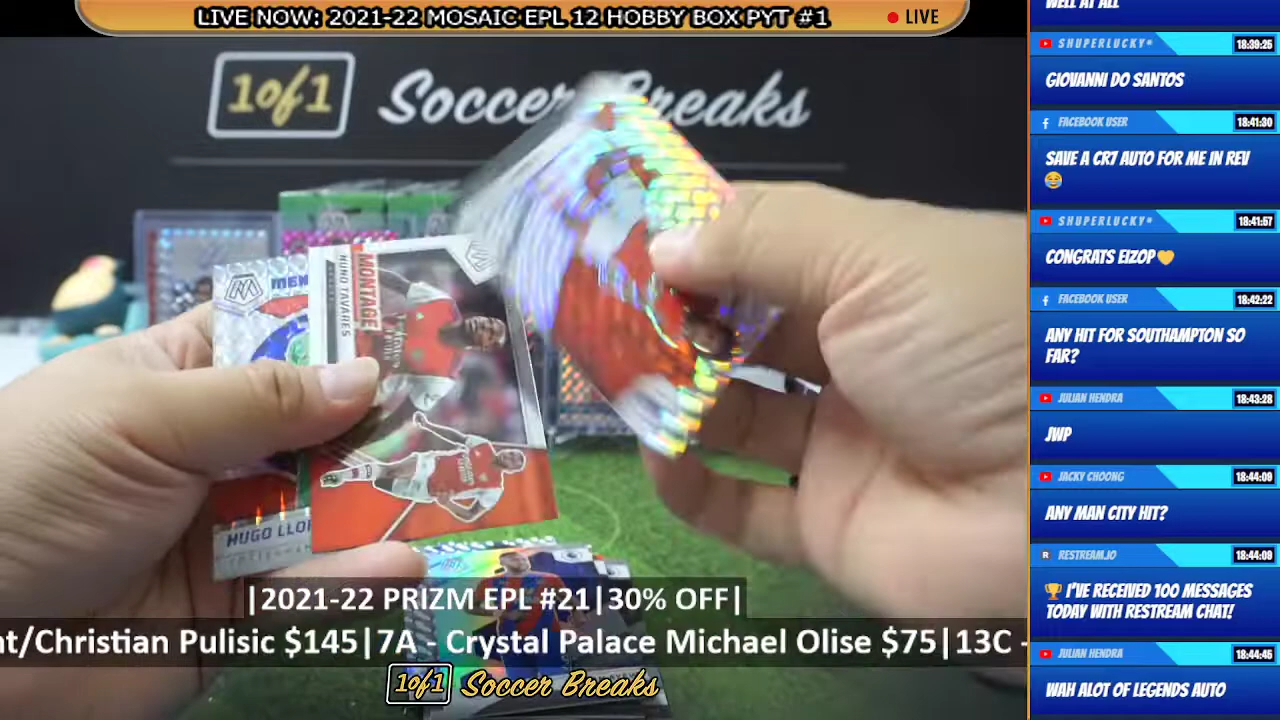 LIVE NOW: 2021-22 MOSAIC EPL 12 HOBBY BOX PYT #1
LIVE
1of1 Soccer Breaks
MONTAGE
NUNO TAVARES
HUGO LLOR
|2021-22 PRIZM EPL #21|30% OFF|
nt/Christian Pulisic $145|7A - Crystal Palace Michael Olise $75|13C -
1of1 Soccer Breaks
WELL AT ALL
SHUPERLUCKY* 18:39:25
GIOVANNI DO SANTOS
FACEBOOK USER 18:41:30
SAVE A CR7 AUTO FOR ME IN REV
😂
SHUPERLUCKY* 18:41:57
CONGRATS EIZOP💛
FACEBOOK USER 18:42:22
ANY HIT FOR SOUTHAMPTON SO
FAR?
JULIAN HENDRA 18:43:28
JWP
JACKY CHOONG 18:44:09
ANY MAN CITY HIT?
RESTREAM.IO 18:44:09
🏆 I'VE RECEIVED 100 MESSAGES
TODAY WITH RESTREAM CHAT!
JULIAN HENDRA 18:44:45
WAH ALOT OF LEGENDS AUTO